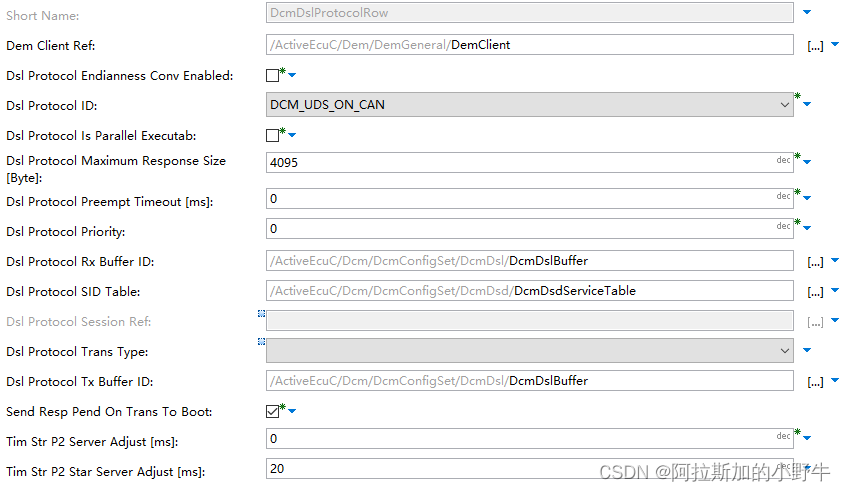 Short Name: DcmDslProtocolRow
Dem Client Ref: /ActiveEcuC/Dem/DemGeneral/DemClient [...]
Dsl Protocol Endianness Conv Enabled: *
Dsl Protocol ID: DCM_UDS_ON_CAN *
Dsl Protocol Is Parallel Executab: *
Dsl Protocol Maximum Response Size
[Byte]: 4095 dec *
Dsl Protocol Preempt Timeout [ms]: 0 dec *
Dsl Protocol Priority: 0 dec *
Dsl Protocol Rx Buffer ID: /ActiveEcuC/Dcm/DcmConfigSet/DcmDsl/DcmDslBuffer [...]
Dsl Protocol SID Table: /ActiveEcuC/Dcm/DcmConfigSet/DcmDsd/DcmDsdServiceTable [...]
Dsl Protocol Session Ref: [...]
Dsl Protocol Trans Type:
Dsl Protocol Tx Buffer ID: /ActiveEcuC/Dcm/DcmConfigSet/DcmDsl/DcmDslBuffer [...]
Send Resp Pend On Trans To Boot: *
Tim Str P2 Server Adjust [ms]: 0 dec *
Tim Str P2 Star Server Adjust [ms]: 20 dec
CSDN @阿拉斯加的小野牛